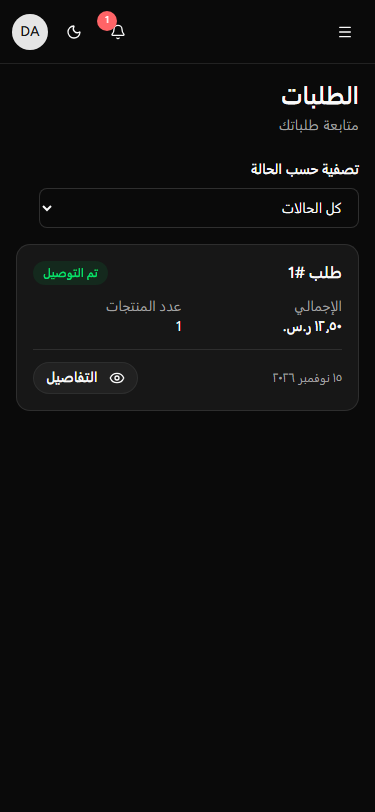 DA
1
الطلبات
متابعة طلباتك
تصفية حسب الحالة
كل الحالات
طلب #1
تم التوصيل
الإجمالي
عدد المنتجات
١٢٫٥٠ ر.س.
1
١٥ نوفمبر ٢٠٢٦
التفاصيل